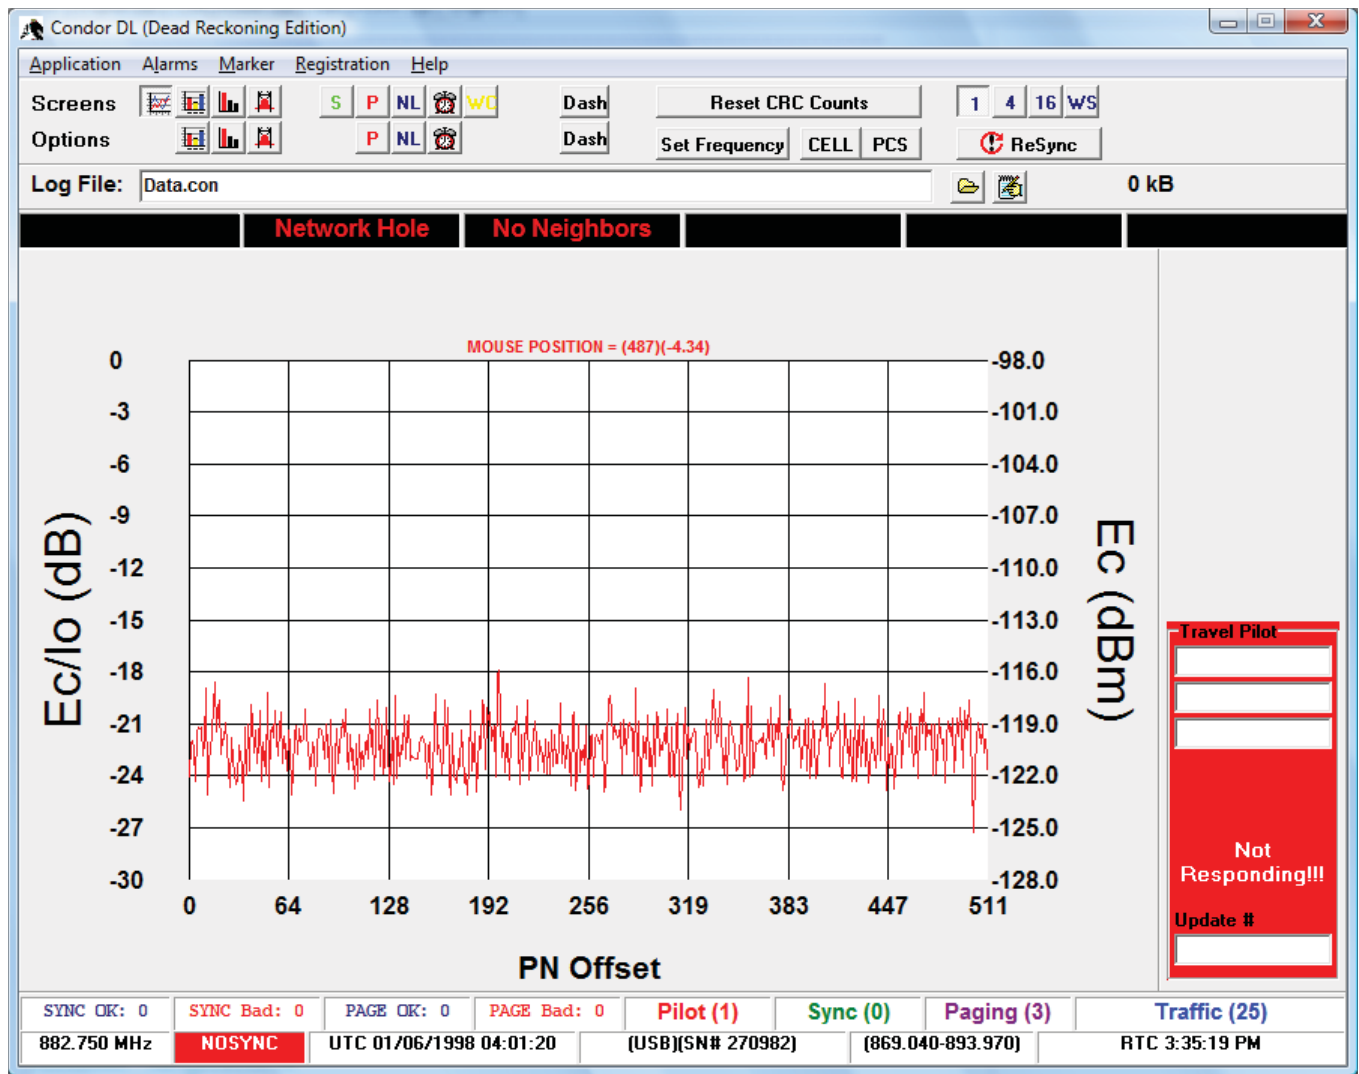 Condor DL (Dead Reckoning Edition)
Application Alarms Marker Registration Help
Screens S P NL WC Dash Reset CRC Counts 1 4 16 WS
Options P NL Dash Set Frequency CELL PCS ReSync
Log File: Data.con 0 kB
Network Hole No Neighbors
MOUSE POSITION = (487)(-4.34)
0 -98.0
-3 -101.0
-6 -104.0
-9 -107.0
-12 -110.0
-15 -113.0
-18 -116.0
-21 -119.0
-24 -122.0
-27 -125.0
-30 -128.0
Ec/Io (dB)
Ec (dBm)
0 64 128 192 256 319 383 447 511
PN Offset
Travel Pilot
Not
Responding!!!
Update #
SYNC OK: 0 SYNC Bad: 0 PAGE OK: 0 PAGE Bad: 0 Pilot (1) Sync (0) Paging (3) Traffic (25)
882.750 MHz NOSYNC UTC 01/06/1998 04:01:20 (USB)(SN# 270982) (869.040-893.970) RTC 3:35:19 PM